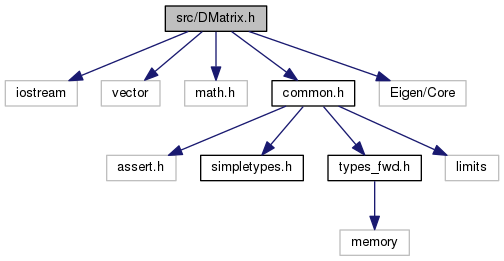 src/DMatrix.h
iostream
vector
math.h
common.h
Eigen/Core
assert.h
simpletypes.h
types_fwd.h
limits
memory